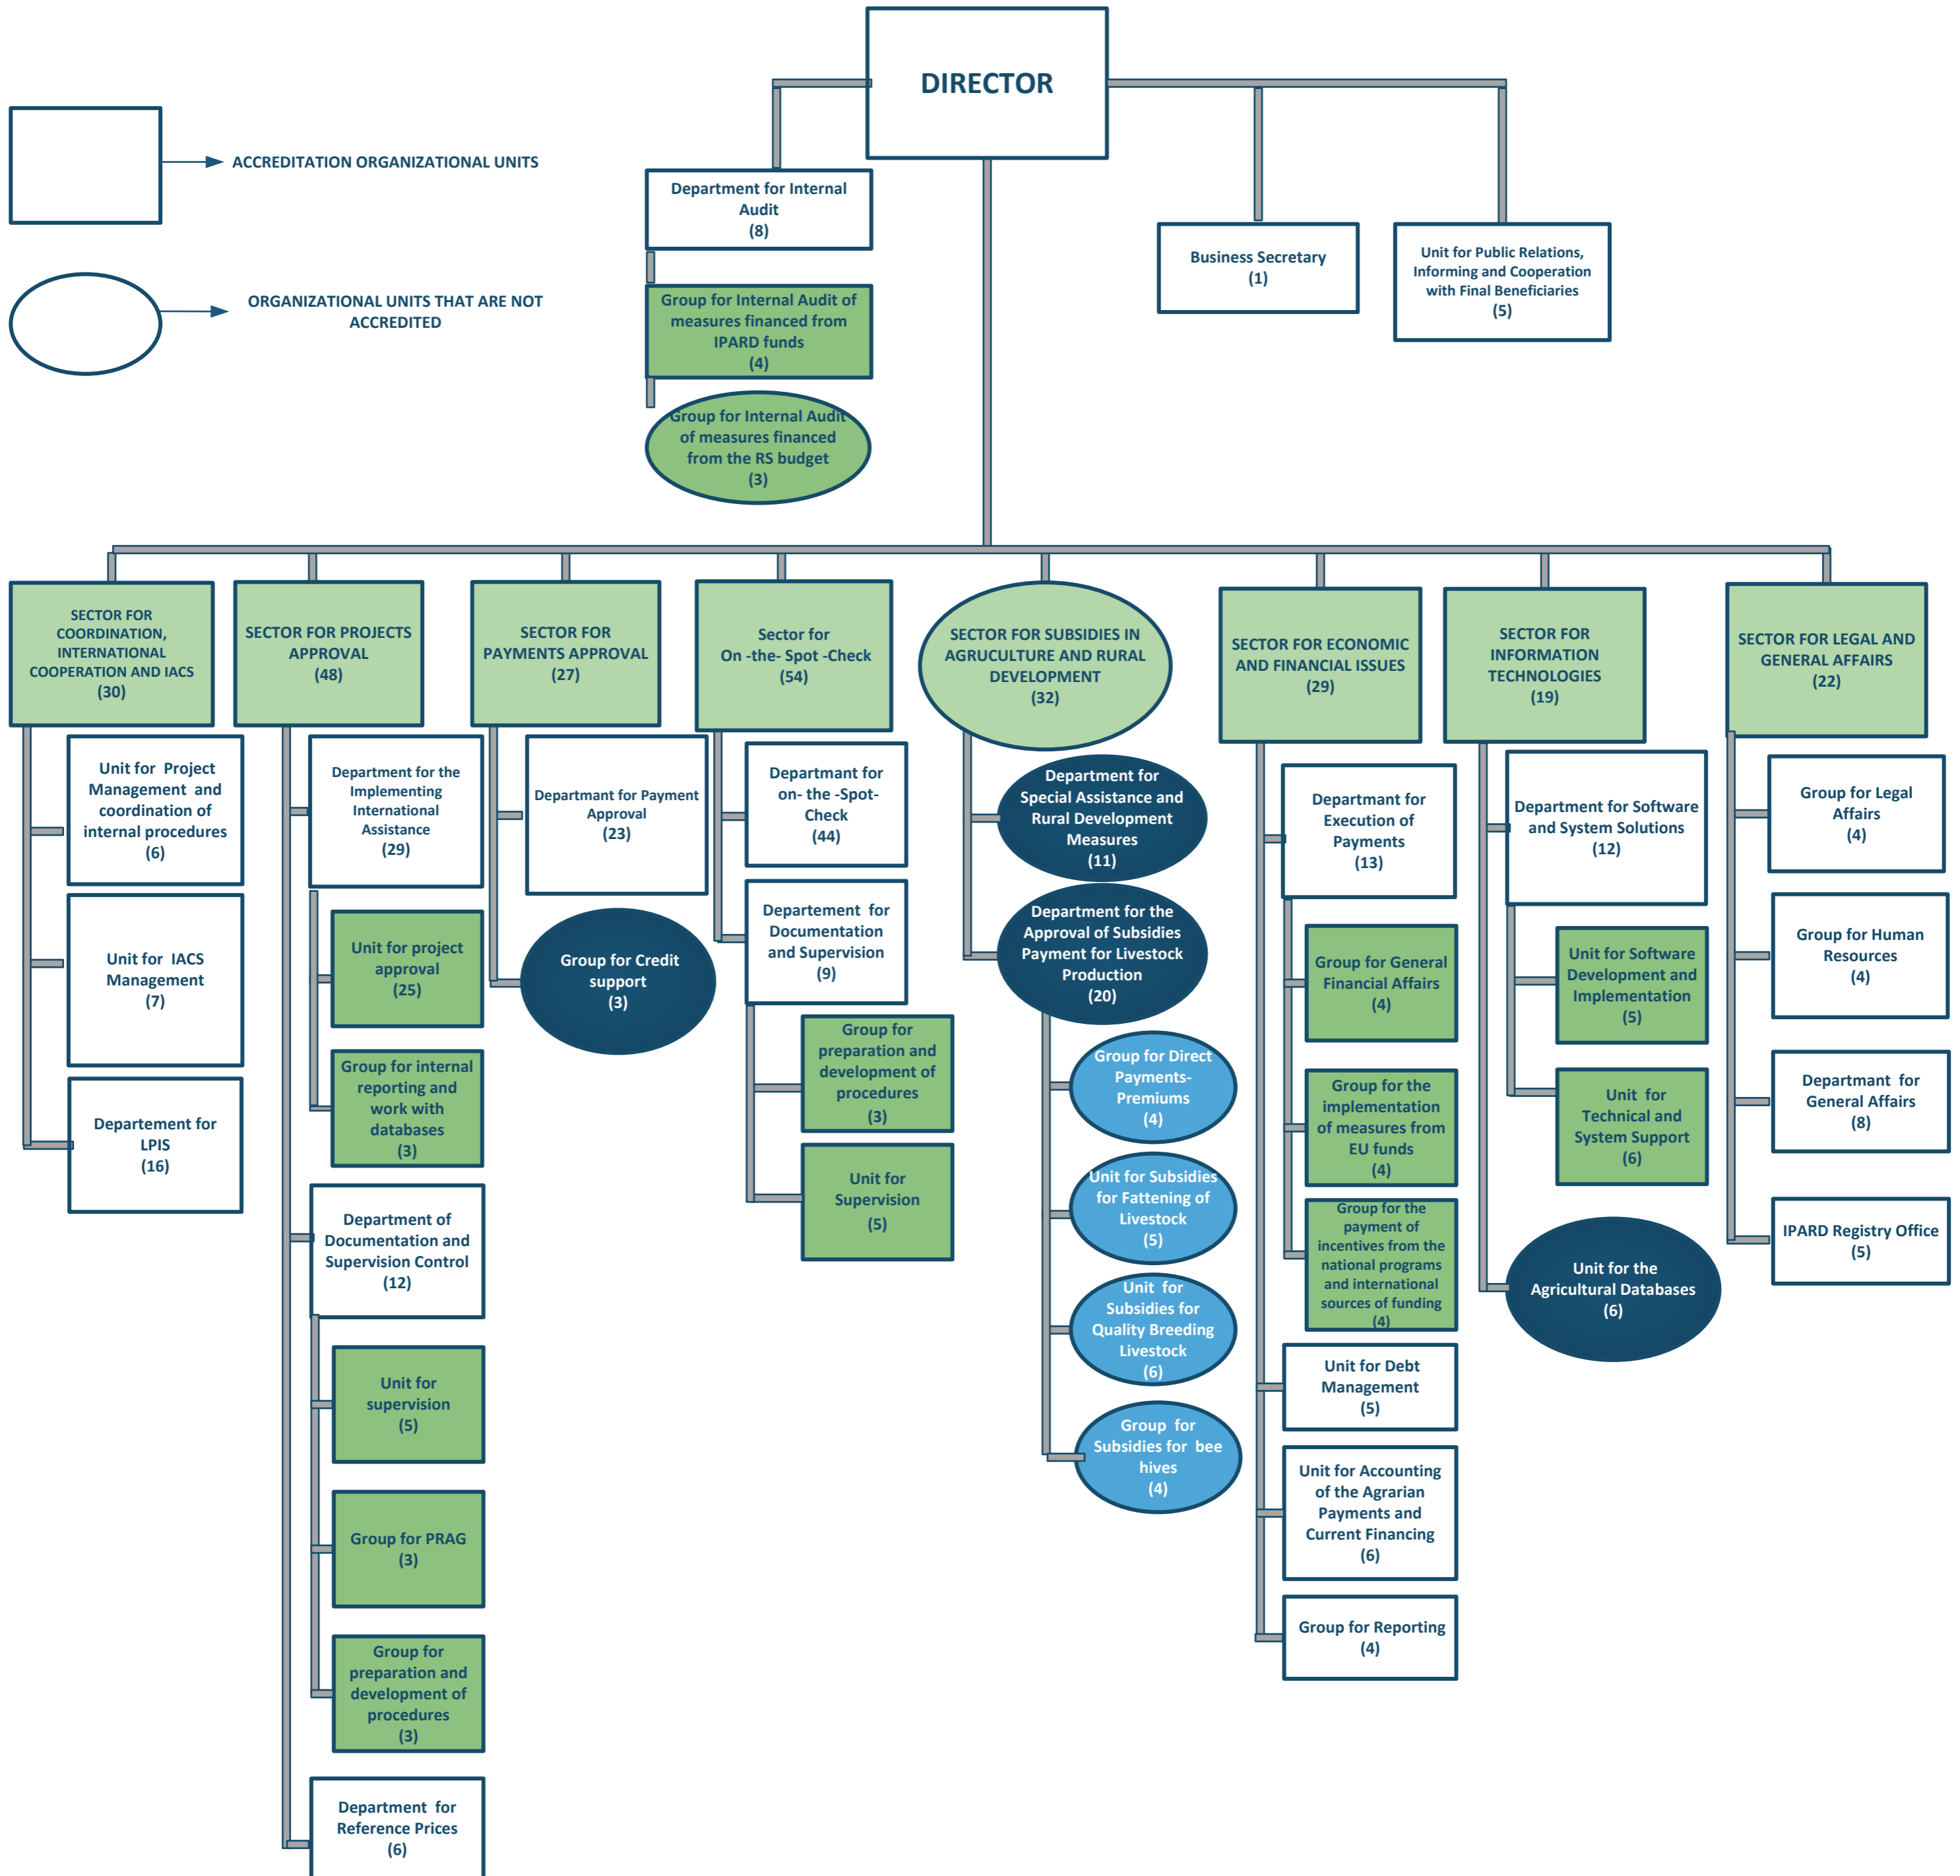 DIRECTOR
ACCREDITATION ORGANIZATIONAL UNITS
ORGANIZATIONAL UNITS THAT ARE NOT
ACCREDITED
Department for Internal
Audit
(8)
Group for Internal Audit of
measures financed from
IPARD funds
(4)
Group for Internal Audit
of measures financed
from the RS budget
(3)
Business Secretary
(1)
Unit for Public Relations,
Informing and Cooperation
with Final Beneficiaries
(5)
SECTOR FOR
COORDINATION,
INTERNATIONAL
COOPERATION AND IACS
(30)
Unit for Project
Management and
coordination of
internal procedures
(6)
Unit for IACS
Management
(7)
Departement for
LPIS
(16)
SECTOR FOR PROJECTS
APPROVAL
(48)
Department for the
Implementing
International
Assistance
(29)
Unit for project
approval
(25)
Group for internal
reporting and
work with
databases
(3)
Department of
Documentation and
Supervision Control
(12)
Unit for
supervision
(5)
Group for PRAG
(3)
Group for
preparation and
development of
procedures
(3)
Department for
Reference Prices
(6)
SECTOR FOR
PAYMENTS APPROVAL
(27)
Departmant for Payment
Approval
(23)
Group for Credit
support
(3)
Sector for
On -the- Spot -Check
(54)
Departmant for
on- the -Spot-
Check
(44)
Departement for
Documentation
and Supervision
(9)
Group for
preparation and
development of
procedures
(3)
Unit for
Supervision
(5)
SECTOR FOR SUBSIDIES IN
AGRUCULTURE AND RURAL
DEVELOPMENT
(32)
Department for
Special Assistance and
Rural Development
Measures
(11)
Department for the
Approval of Subsidies
Payment for Livestock
Production
(20)
Group for Direct
Payments-
Premiums
(4)
Unit for Subsidies
for Fattening of
Livestock
(5)
Unit for
Subsidies for
Quality Breeding
Livestock
(6)
Group for
Subsidies for bee
hives
(4)
SECTOR FOR ECONOMIC
AND FINANCIAL ISSUES
(29)
Departmant for
Execution of
Payments
(13)
Group for General
Financial Affairs
(4)
Group for the
implementation
of measures from
EU funds
(4)
Group for the
payment of
incentives from the
national programs
and international
sources of funding
(4)
Unit for Debt
Management
(5)
Unit for Accounting
of the Agrarian
Payments and
Current Financing
(6)
Group for Reporting
(4)
SECTOR FOR
INFORMATION
TECHNOLOGIES
(19)
Department for Software
and System Solutions
(12)
Unit for Software
Development and
Implementation
(5)
Unit for
Technical and
System Support
(6)
Unit for the
Agricultural Databases
(6)
SECTOR FOR LEGAL AND
GENERAL AFFAIRS
(22)
Group for Legal
Affairs
(4)
Group for Human
Resources
(4)
Departmant for
General Affairs
(8)
IPARD Registry Office
(5)